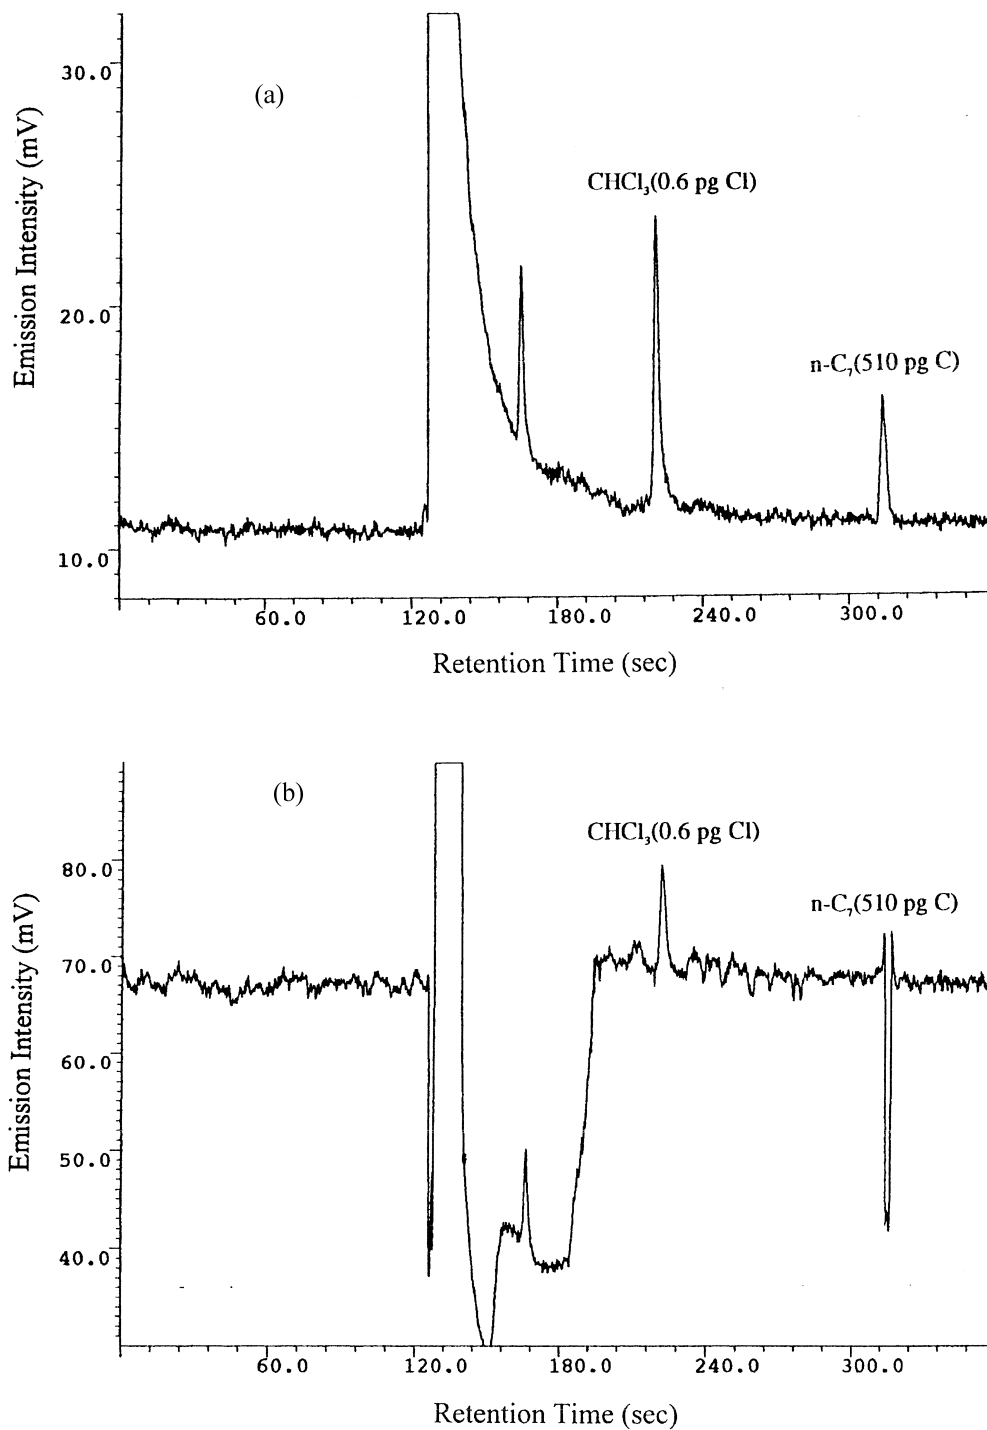 (a)
Emission Intensity (mV)
30.0
20.0
10.0
CHCl₃(0.6 pg Cl)
n-C₇(510 pg C)
60.0 120.0 180.0 240.0 300.0
Retention Time (sec)
(b)
Emission Intensity (mV)
80.0
70.0
60.0
50.0
40.0
CHCl₃(0.6 pg Cl)
n-C₇(510 pg C)
60.0 120.0 180.0 240.0 300.0
Retention Time (sec)